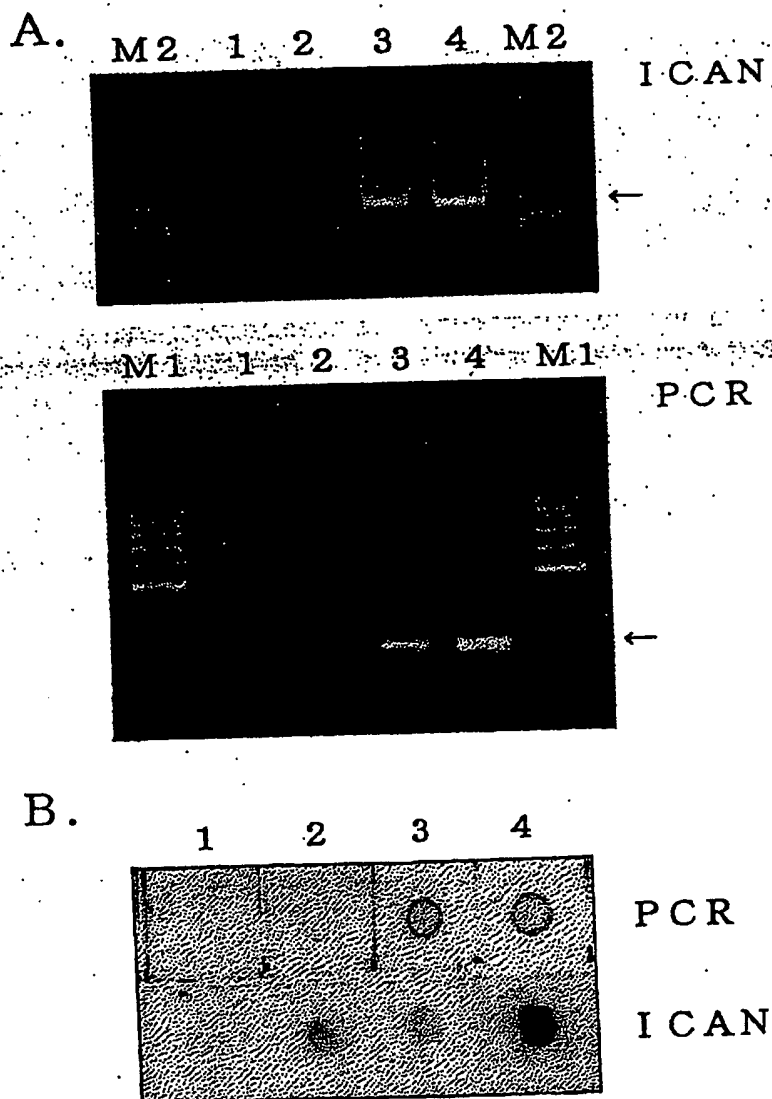 A.
M2 1 2 3 4 M2
ICAN
←
M1 1 2 3 4 M1
PCR
←
B.
1 2 3 4
PCR
ICAN